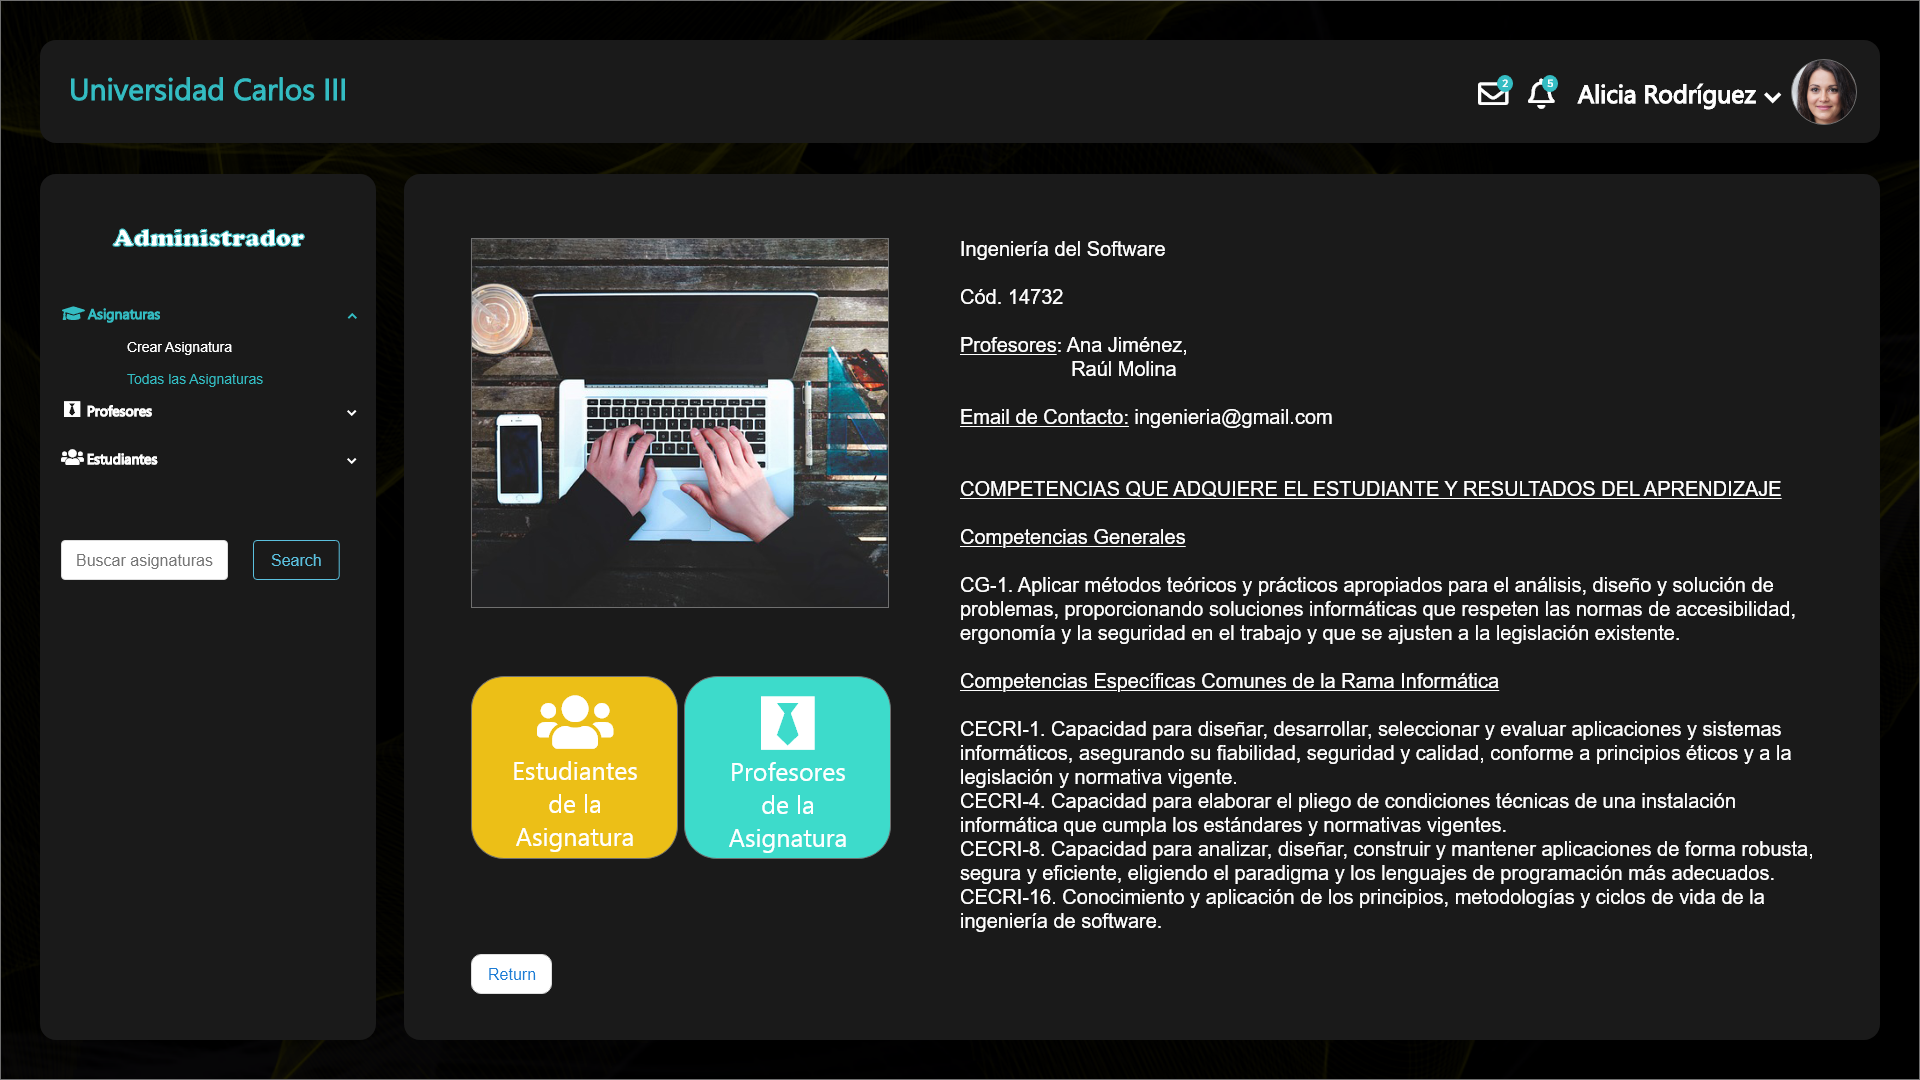 Universidad Carlos III
2
5
Alicia Rodríguez
Administrador
Asignaturas
Crear Asignatura
Todas las Asignaturas
Profesores
Estudiantes
Buscar asignaturas
Search
Estudiantes
de la
Asignatura
Profesores
de la
Asignatura
Return
Ingeniería del Software
Cód. 14732
Profesores: Ana Jiménez,
Raúl Molina
Email de Contacto: ingenieria@gmail.com
COMPETENCIAS QUE ADQUIERE EL ESTUDIANTE Y RESULTADOS DEL APRENDIZAJE
Competencias Generales
CG-1. Aplicar métodos teóricos y prácticos apropiados para el análisis, diseño y solución de
problemas, proporcionando soluciones informáticas que respeten las normas de accesibilidad,
ergonomía y la seguridad en el trabajo y que se ajusten a la legislación existente.
Competencias Específicas Comunes de la Rama Informática
CECRI-1. Capacidad para diseñar, desarrollar, seleccionar y evaluar aplicaciones y sistemas
informáticos, asegurando su fiabilidad, seguridad y calidad, conforme a principios éticos y a la
legislación y normativa vigente.
CECRI-4. Capacidad para elaborar el pliego de condiciones técnicas de una instalación
informática que cumpla los estándares y normativas vigentes.
CECRI-8. Capacidad para analizar, diseñar, construir y mantener aplicaciones de forma robusta,
segura y eficiente, eligiendo el paradigma y los lenguajes de programación más adecuados.
CECRI-16. Conocimiento y aplicación de los principios, metodologías y ciclos de vida de la
ingeniería de software.